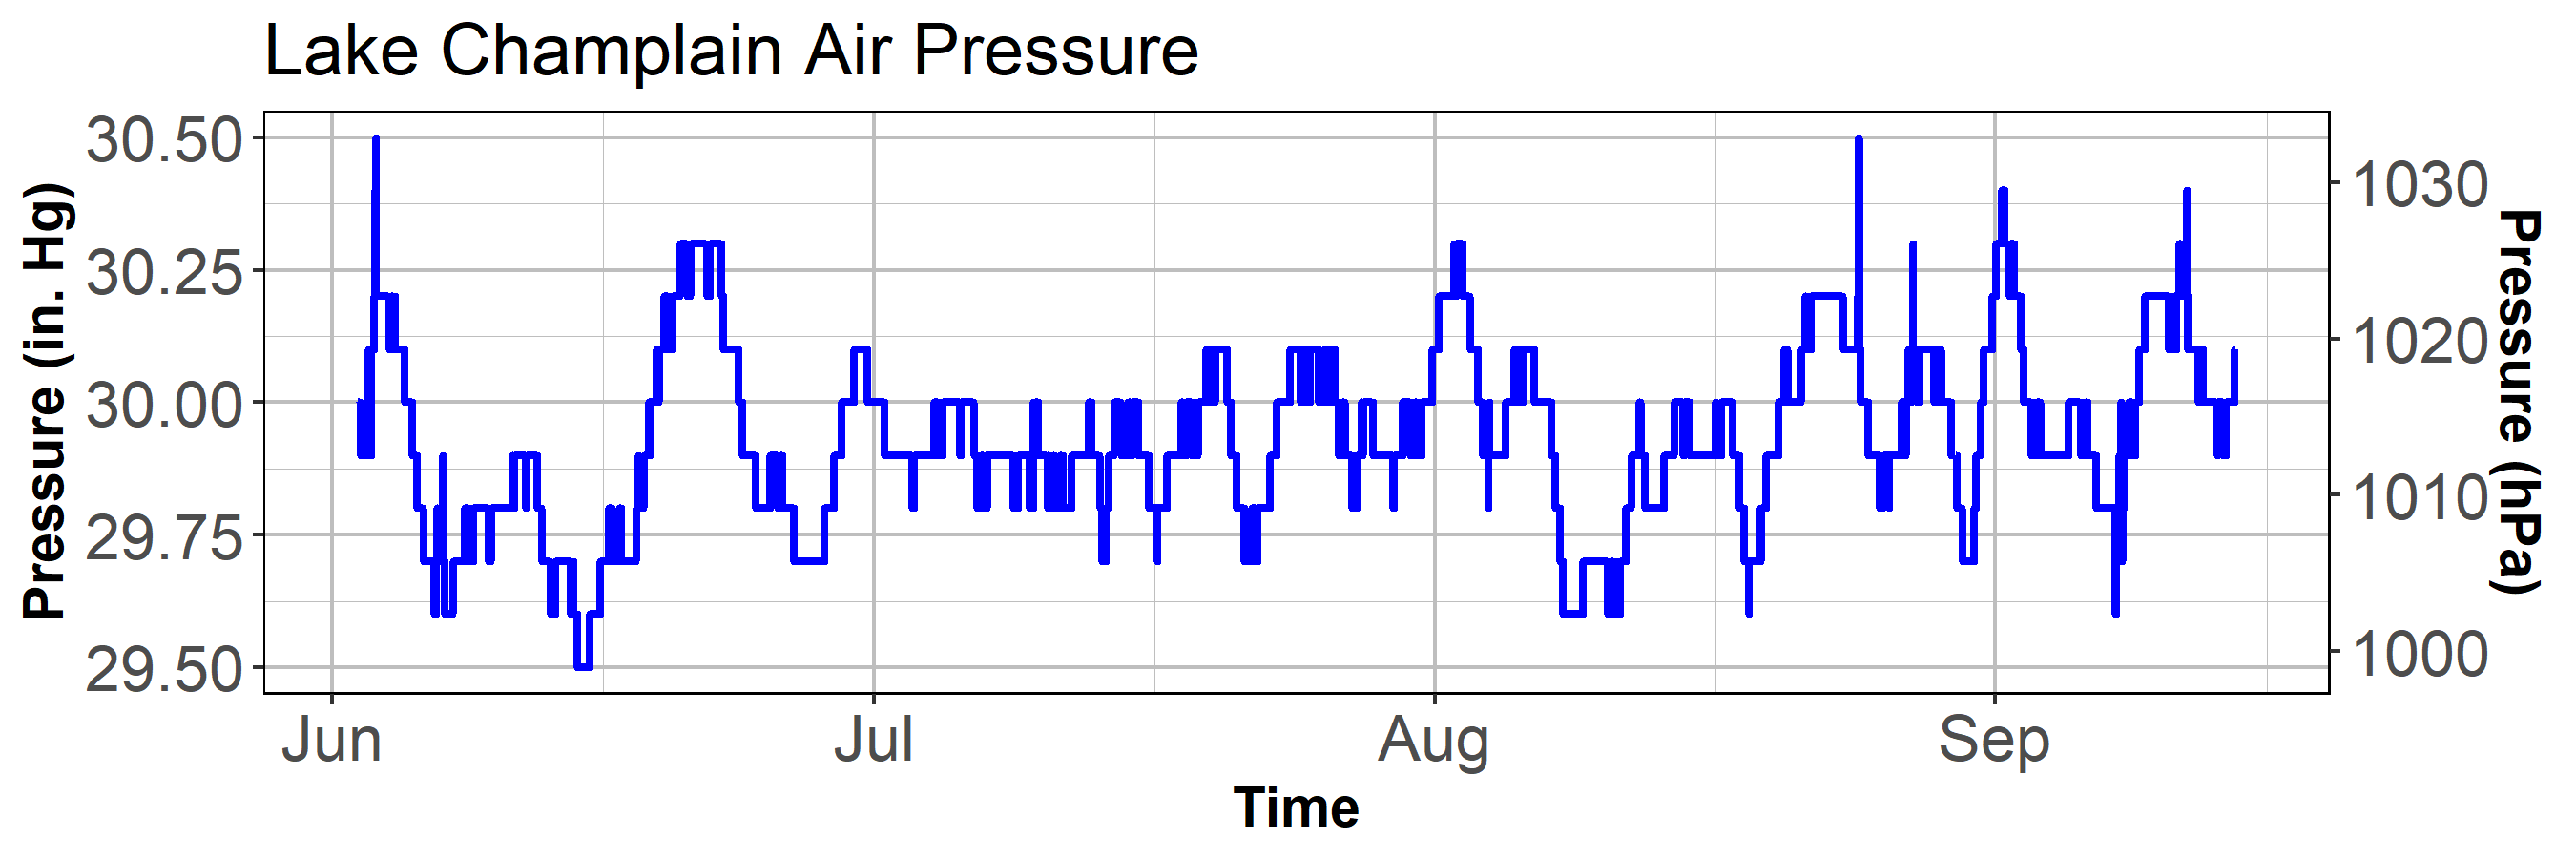 Lake Champlain Air Pressure
Pressure (in. Hg)
30.50
30.25
30.00
29.75
29.50
1030
1020
1010
1000
Pressure (hPa)
Jun Jul Aug Sep
Time